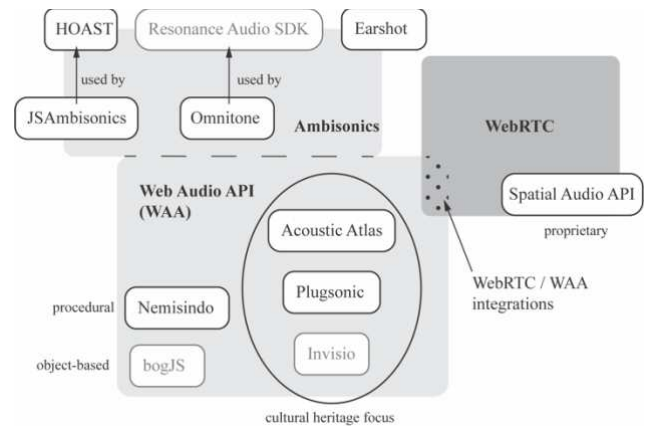 HOAST
Resonance Audio SDK
Earshot
used by
used by
JSAmbisonics
Omnitone
Ambisonics
WebRTC
Web Audio API
(WAA)
Spatial Audio API
proprietary
Acoustic Atlas
WebRTC / WAA
integrations
Plugsonic
procedural
Nemisindo
object-based
bogJS
Invisio
cultural heritage focus